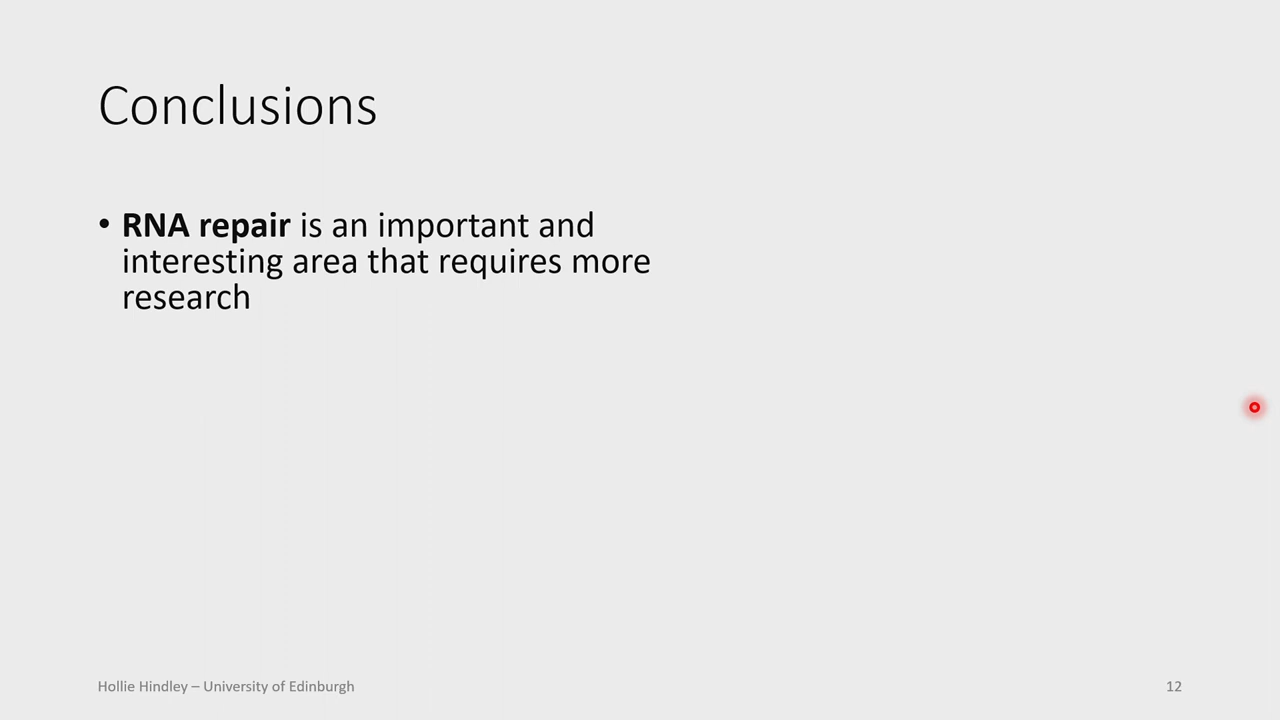 Conclusions
• RNA repair is an important and
interesting area that requires more
research
Hollie Hindley – University of Edinburgh
12